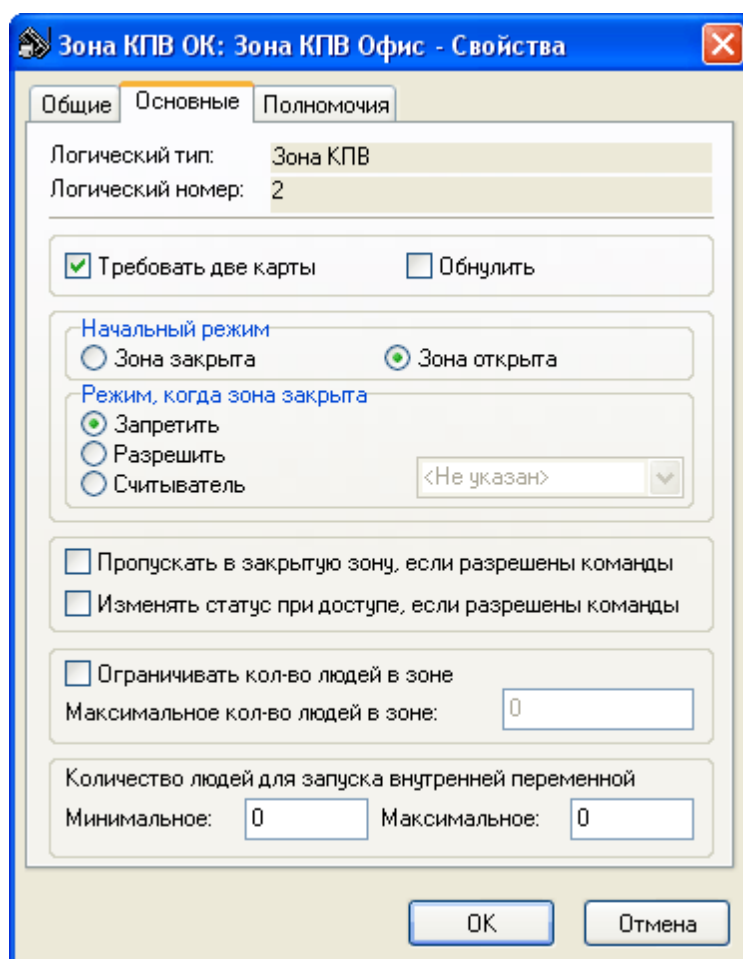 Зона КПВ ОК: Зона КПВ Офис - Свойства
Общие Основные Полномочия
Логический тип: Зона КПВ
Логический номер: 2
Требовать две карты Обнулить
Начальный режим
Зона закрыта Зона открыта
Режим, когда зона закрыта
Запретить
Разрешить
Считыватель <Не указан>
Пропускать в закрытую зону, если разрешены команды
Изменять статус при доступе, если разрешены команды
Ограничивать кол-во людей в зоне
Максимальное кол-во людей в зоне: 0
Количество людей для запуска внутренней переменной
Минимальное: 0 Максимальное: 0
OK Отмена